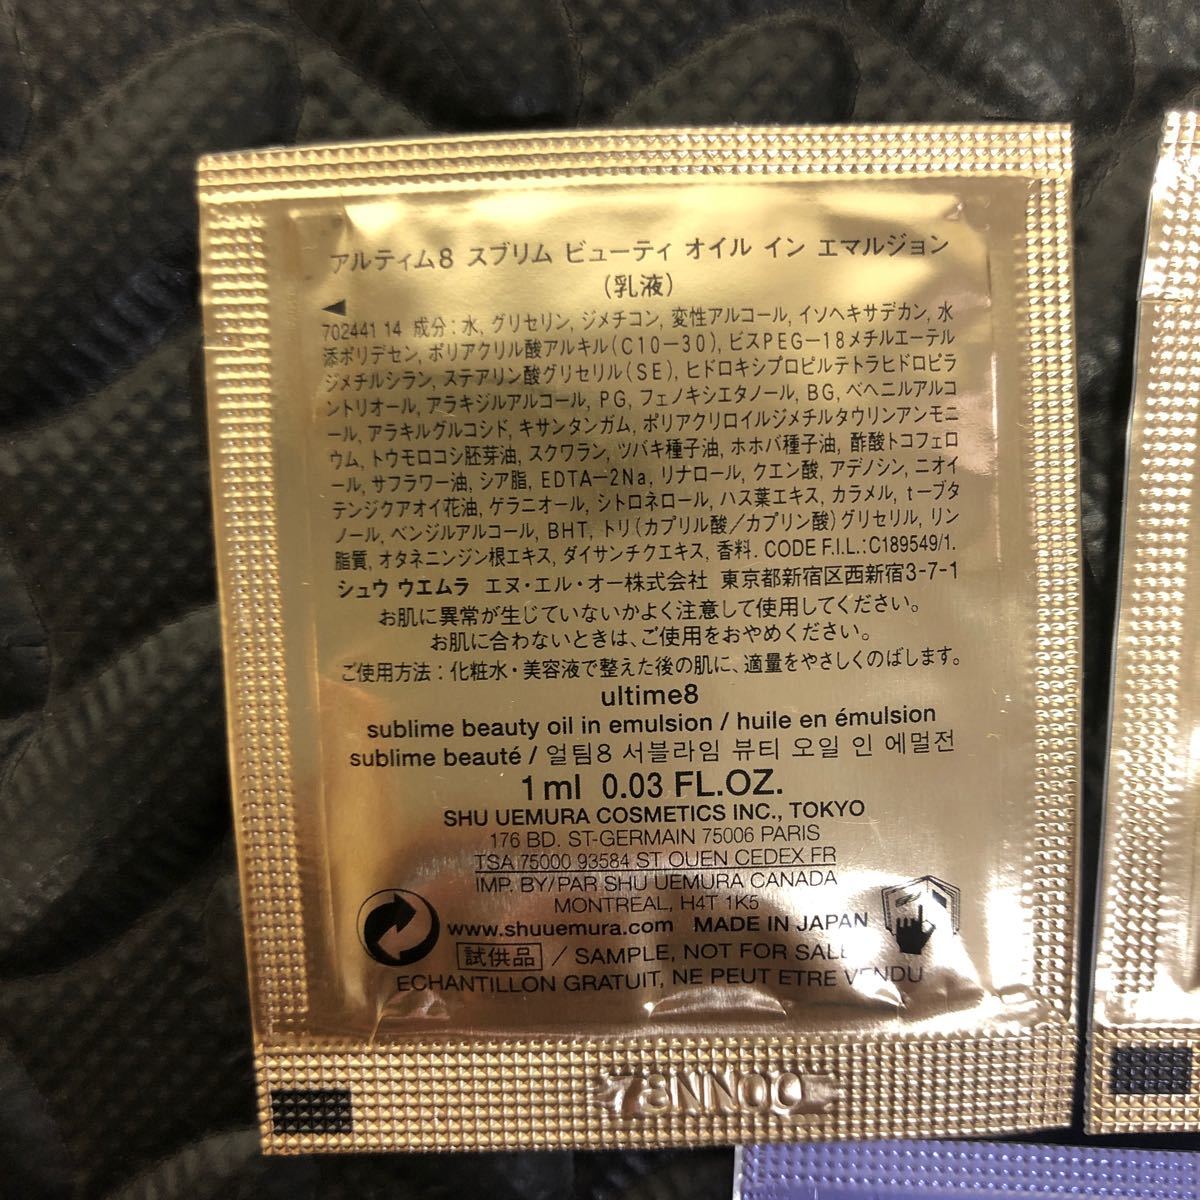 アルティム8 スブリム ビューティ オイル イン エマルジョン
(乳液)
702441 14 成分：水, グリセリン, ジメチコン, 変性アルコール, イソヘキサデカン, 水
添ポリデセン, ポリアクリル酸アルキル(C10−30), ビスPEG−18メチルエーテル
ジメチルシラン, ステアリン酸グリセリル(SE), ヒドロキシプロピルテトラヒドロピラ
ントリオール, アラキジルアルコール, PG, フェノキシエタノール, BG, ベヘニルアルコ
ール, アラキルグルコシド, キサンタンガム, ポリアクリロイルジメチルタウリンアンモニ
ウム, トウモロコシ胚芽油, スクワラン, ツバキ種子油, ホホバ種子油, 酢酸トコフェロ
ール, サフラワー油, シア脂, EDTA−2Na, リナロール, クエン酸, アデノシン, ニオイ
テンジクアオイ花油, ゲラニオール, シトロネロール, ハス葉エキス, カラメル, t−ブタ
ノール, ベンジルアルコール, BHT, トリ(カプリル酸／カプリン酸)グリセリル, リン
脂質, オタネニンジン根エキス, ダイサンチクエキス, 香料. CODE F.I.L.:C189549/1.
シュウ ウエムラ エヌ・エル・オー株式会社 東京都新宿区西新宿3-7-1
お肌に異常が生じていないかよく注意して使用してください。
お肌に合わないときは、ご使用をおやめください。
ご使用方法：化粧水・美容液で整えた後の肌に、適量をやさしくのばします。
ultime8
sublime beauty oil in emulsion / huile en émulsion
sublime beauté / 얼팀8 서블라임 뷰티 오일 인 에멀전
1 ml 0.03 FL.OZ.
SHU UEMURA COSMETICS INC., TOKYO
176 BD. ST-GERMAIN 75006 PARIS
TSA 75000 93584 ST OUEN CEDEX FR
IMP. BY/PAR SHU UEMURA CANADA
MONTREAL, H4T 1K5
www.shuuemura.com MADE IN JAPAN
試供品 / SAMPLE, NOT FOR SALE
ECHANTILLON GRATUIT, NE PEUT ETRE VENDU